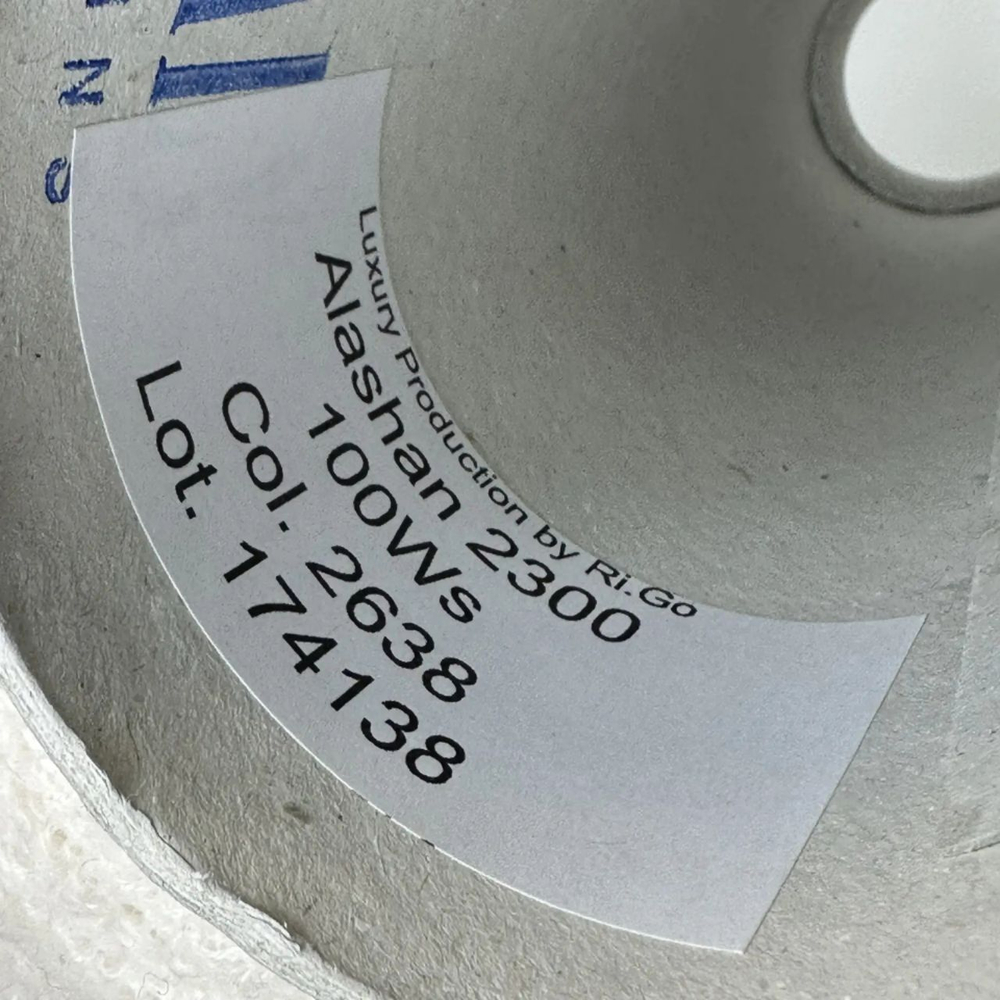 Luxury Production by Ri.Go
Alashan 2300
100Ws
Col. 2638
Lot. 174138